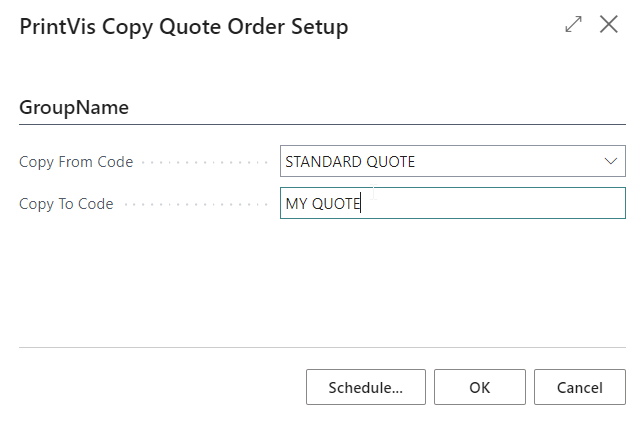 PrintVis Copy Quote Order Setup
GroupName
Copy From Code STANDARD QUOTE
Copy To Code MY QUOTE
Schedule... OK Cancel